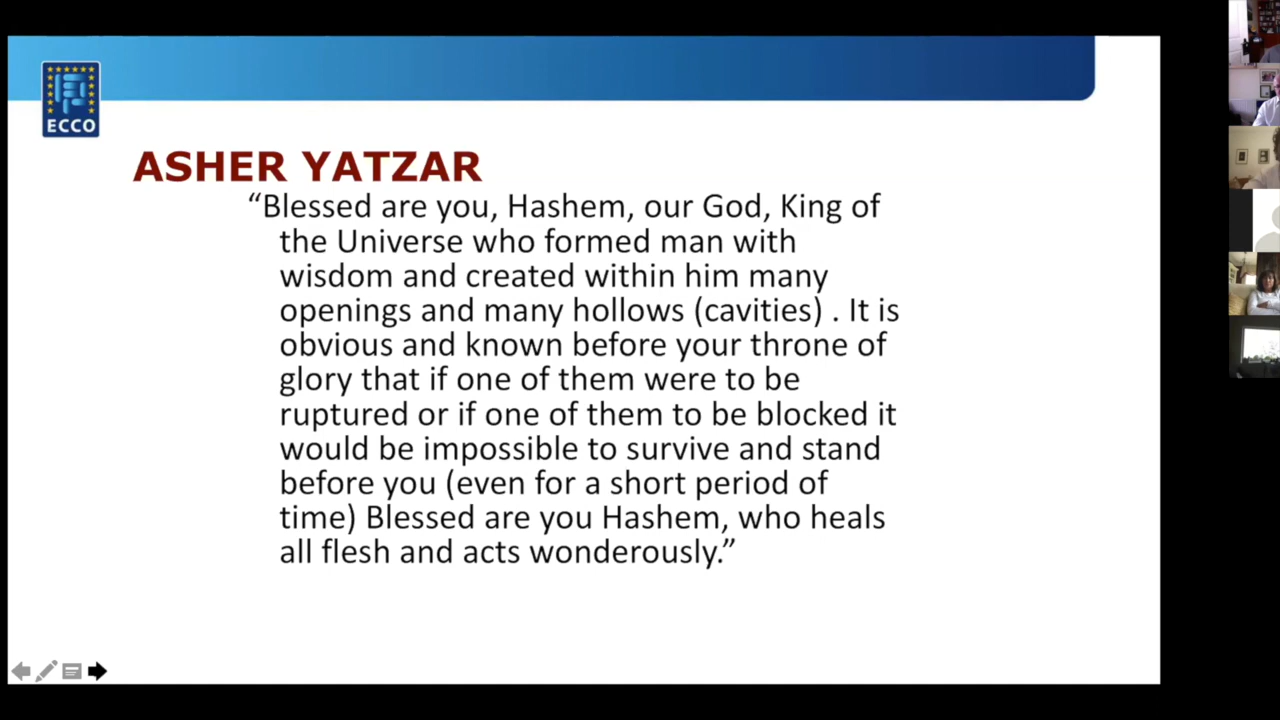 ECCO
ASHER YATZAR
“Blessed are you, Hashem, our God, King of
the Universe who formed man with
wisdom and created within him many
openings and many hollows (cavities) . It is
obvious and known before your throne of
glory that if one of them were to be
ruptured or if one of them to be blocked it
would be impossible to survive and stand
before you (even for a short period of
time) Blessed are you Hashem, who heals
all flesh and acts wonderously.”